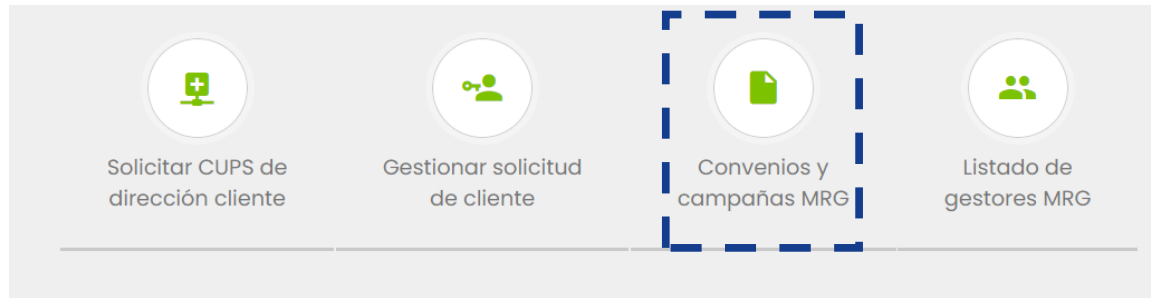 Solicitar CUPS de
dirección cliente
Gestionar solicitud
de cliente
Convenios y
campañas MRG
Listado de
gestores MRG